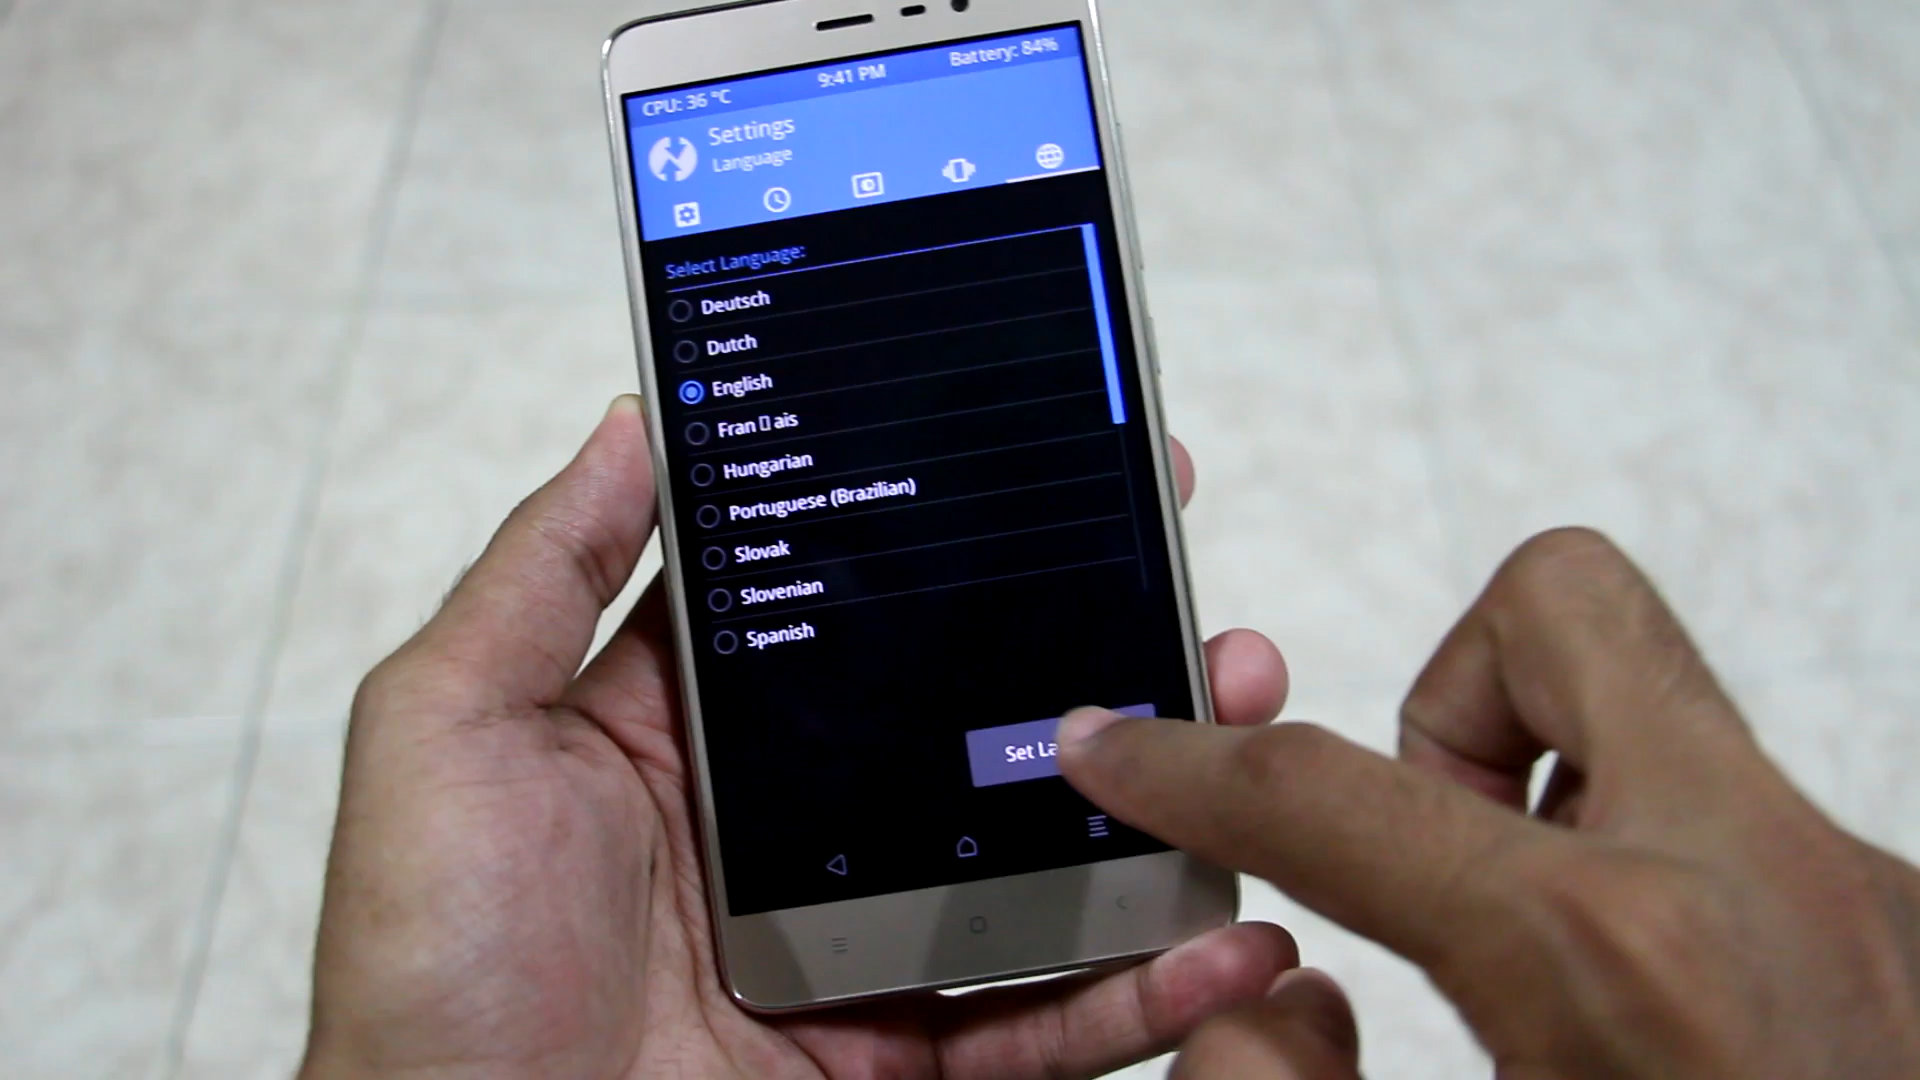 CPU: 36 °C
9:41 PM
Battery: 84%
Settings
Language
Select Language:
Deutsch
Dutch
English
Fran▯ais
Hungarian
Portuguese (Brazilian)
Slovak
Slovenian
Spanish
Set La